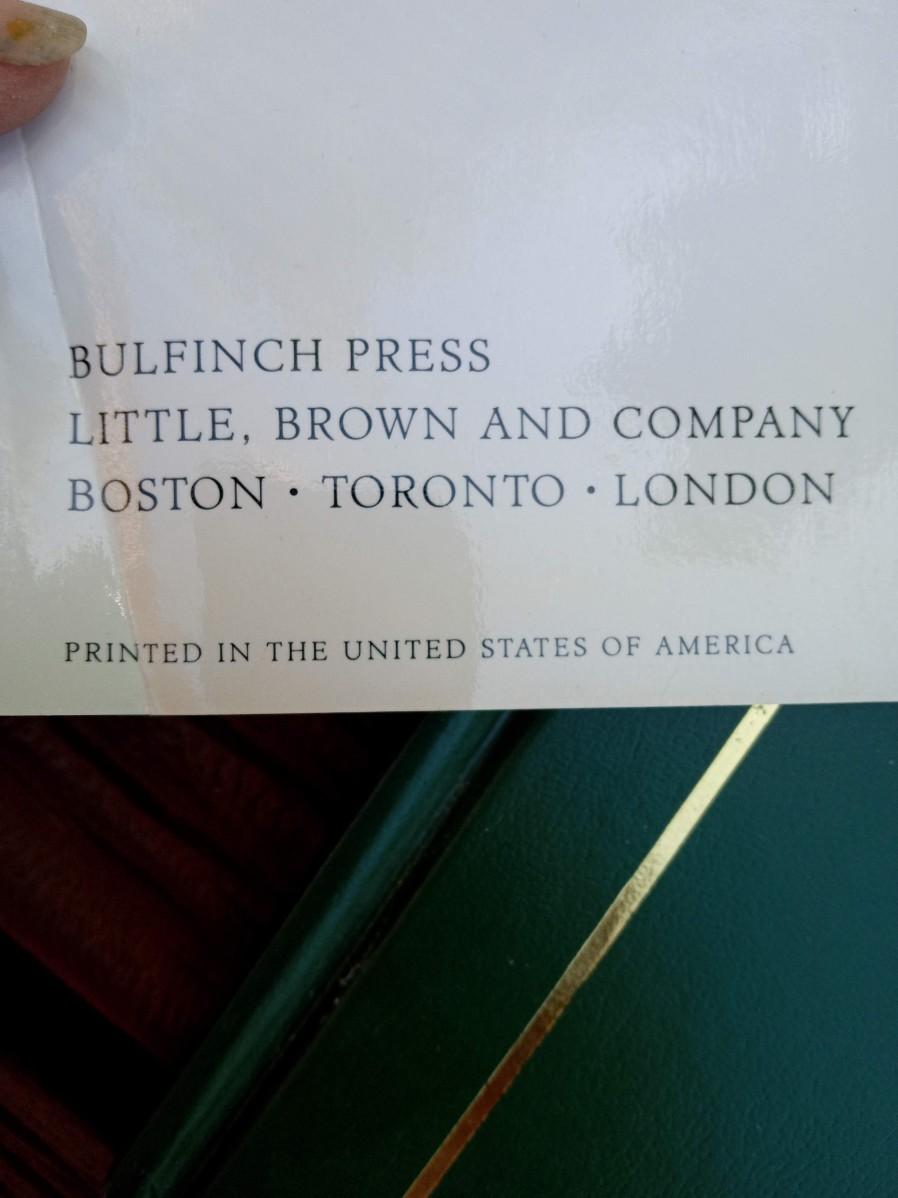 BULFINCH PRESS
LITTLE, BROWN AND COMPANY
BOSTON • TORONTO • LONDON
PRINTED IN THE UNITED STATES OF AMERICA